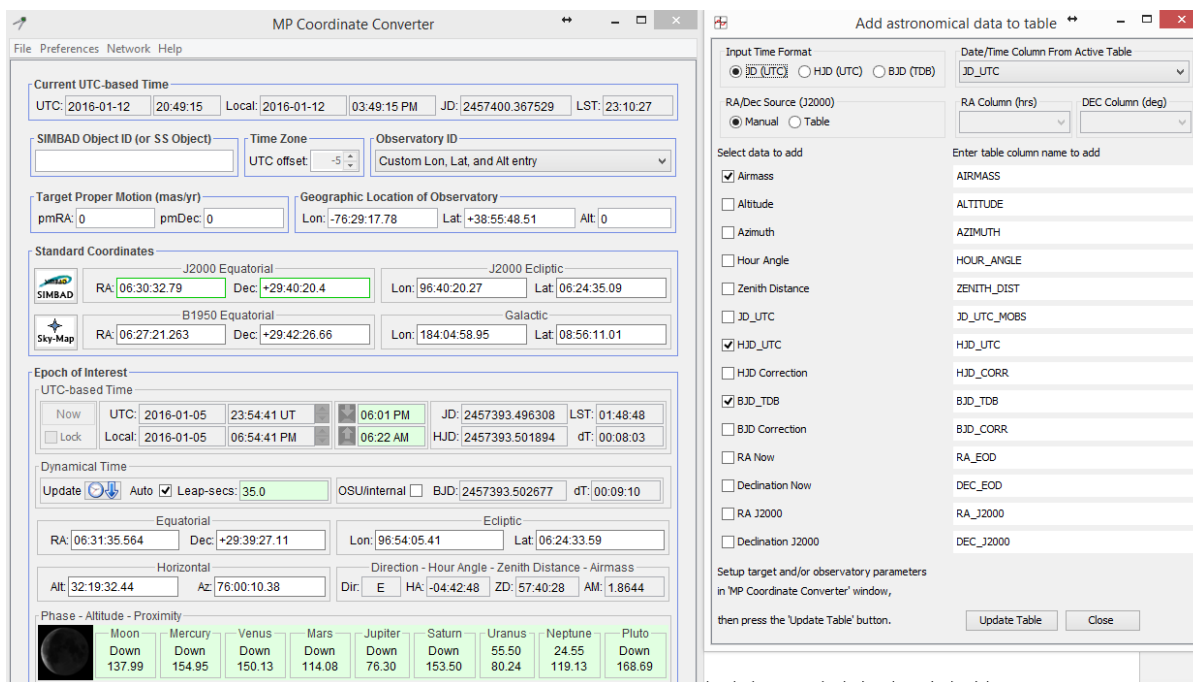 MP Coordinate Converter
File Preferences Network Help
Current UTC-based Time
UTC: 2016-01-12 20:49:15 Local: 2016-01-12 03:49:15 PM JD: 2457400.367529 LST: 23:10:27
SIMBAD Object ID (or SS Object) Time Zone Observatory ID
UTC offset: -5 Custom Lon, Lat, and Alt entry
Target Proper Motion (mas/yr) Geographic Location of Observatory
pmRA: 0 pmDec: 0 Lon: -76:29:17.78 Lat: +38:55:48.51 Alt: 0
Standard Coordinates
J2000 Equatorial J2000 Ecliptic
SIMBAD RA: 06:30:32.79 Dec: +29:40:20.4 Lon: 96:40:20.27 Lat: 06:24:35.09
B1950 Equatorial Galactic
Sky-Map RA: 06:27:21.263 Dec: +29:42:26.66 Lon: 184:04:58.95 Lat: 08:56:11.01
Epoch of Interest
UTC-based Time
Now UTC: 2016-01-05 23:54:41 UT 06:01 PM JD: 2457393.496308 LST: 01:48:48
Lock Local: 2016-01-05 06:54:41 PM 06:22 AM HJD: 2457393.501894 dT: 00:08:03
Dynamical Time
Update Auto Leap-secs: 35.0 OSU/internal BJD: 2457393.502677 dT: 00:09:10
Equatorial Ecliptic
RA: 06:31:35.564 Dec: +29:39:27.11 Lon: 96:54:05.41 Lat: 06:24:33.59
Horizontal Direction - Hour Angle - Zenith Distance - Airmass
Alt: 32:19:32.44 Az: 76:00:10.38 Dir: E HA: -04:42:48 ZD: 57:40:28 AM: 1.8644
Phase - Altitude - Proximity
Moon Mercury Venus Mars Jupiter Saturn Uranus Neptune Pluto
Down Down Down Down Down Down 55.50 24.55 Down
137.99 154.95 150.13 114.08 76.30 153.50 80.24 119.13 168.69
Add astronomical data to table
Input Time Format Date/Time Column From Active Table
JD (UTC) HJD (UTC) BJD (TDB) JD_UTC
RA/Dec Source (J2000) RA Column (hrs) DEC Column (deg)
Manual Table
Select data to add Enter table column name to add
Airmass AIRMASS
Altitude ALTITUDE
Azimuth AZIMUTH
Hour Angle HOUR_ANGLE
Zenith Distance ZENITH_DIST
JD_UTC JD_UTC_MOBS
HJD_UTC HJD_UTC
HJD Correction HJD_CORR
BJD_TDB BJD_TDB
BJD Correction BJD_CORR
RA Now RA_EOD
Declination Now DEC_EOD
RA J2000 RA_J2000
Declination J2000 DEC_J2000
Setup target and/or observatory parameters
in 'MP Coordinate Converter' window,
then press the 'Update Table' button. Update Table Close